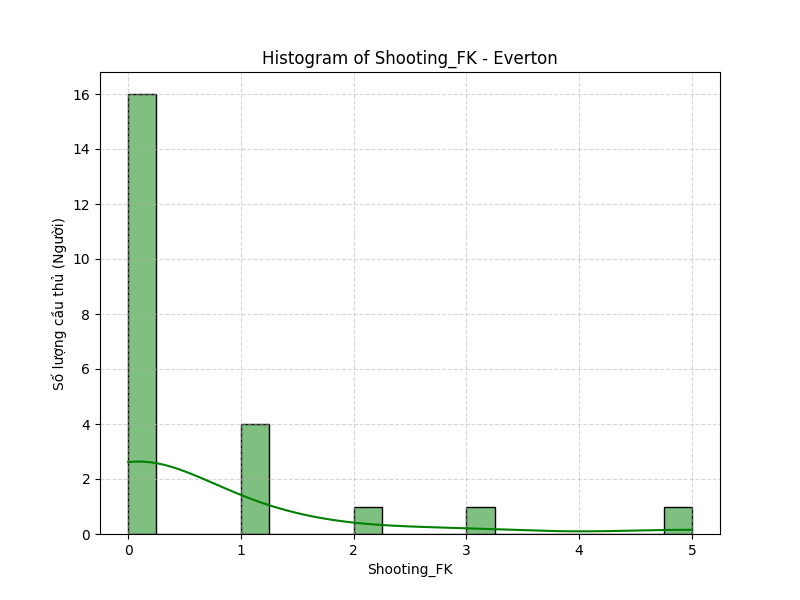 Histogram of Shooting_FK - Everton
Số lượng cầu thủ (Người)
16
14
12
10
8
6
4
2
0
0 1 2 3 4 5
Shooting_FK